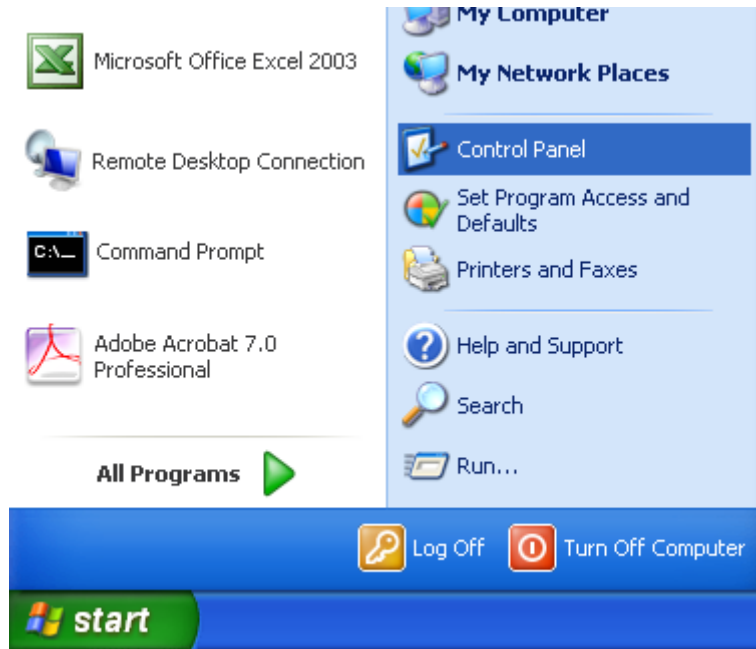 Microsoft Office Excel 2003
Remote Desktop Connection
C:\_
Command Prompt
Adobe Acrobat 7.0
Professional
All Programs
My Computer
My Network Places
Control Panel
Set Program Access and
Defaults
Printers and Faxes
Help and Support
Search
Run...
Log Off
Turn Off Computer
start